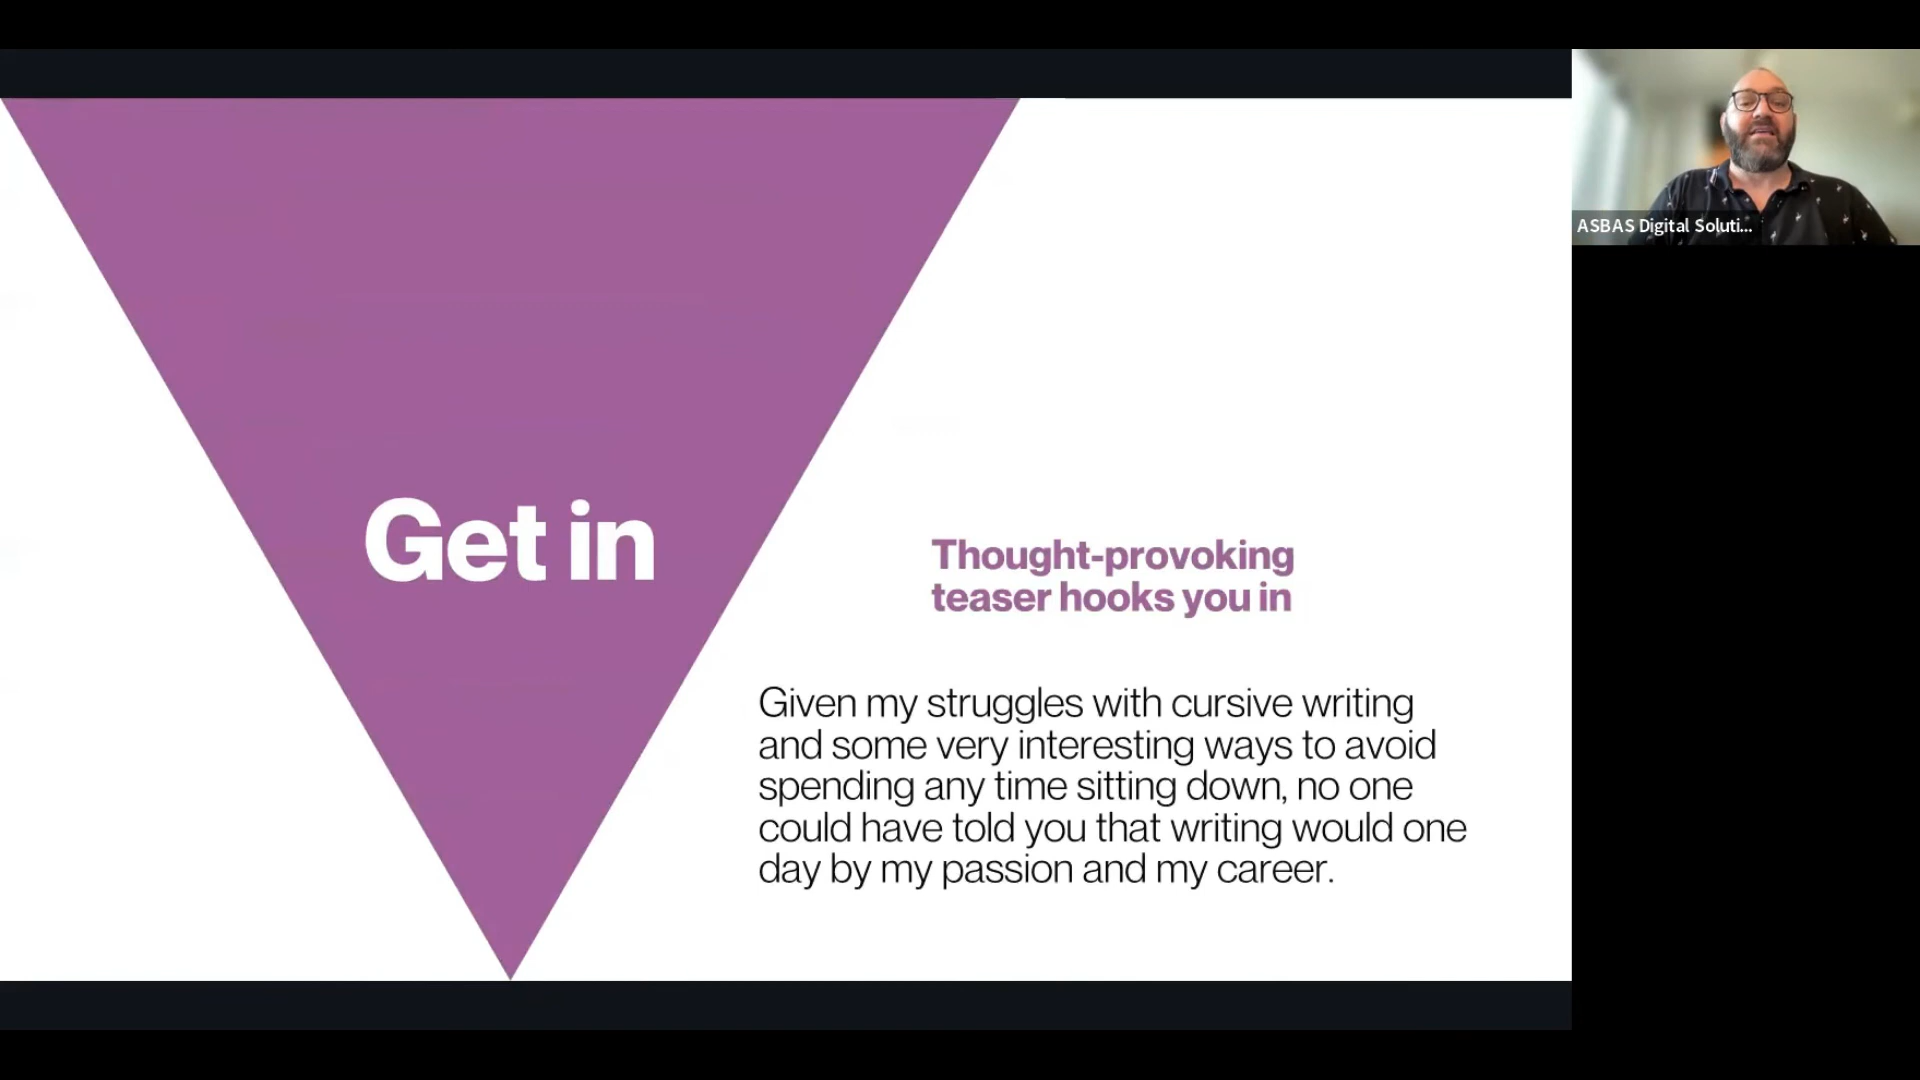 Get in
Thought-provoking
teaser hooks you in
Given my struggles with cursive writing
and some very interesting ways to avoid
spending any time sitting down, no one
could have told you that writing would one
day by my passion and my career.
ASBAS Digital Soluti...